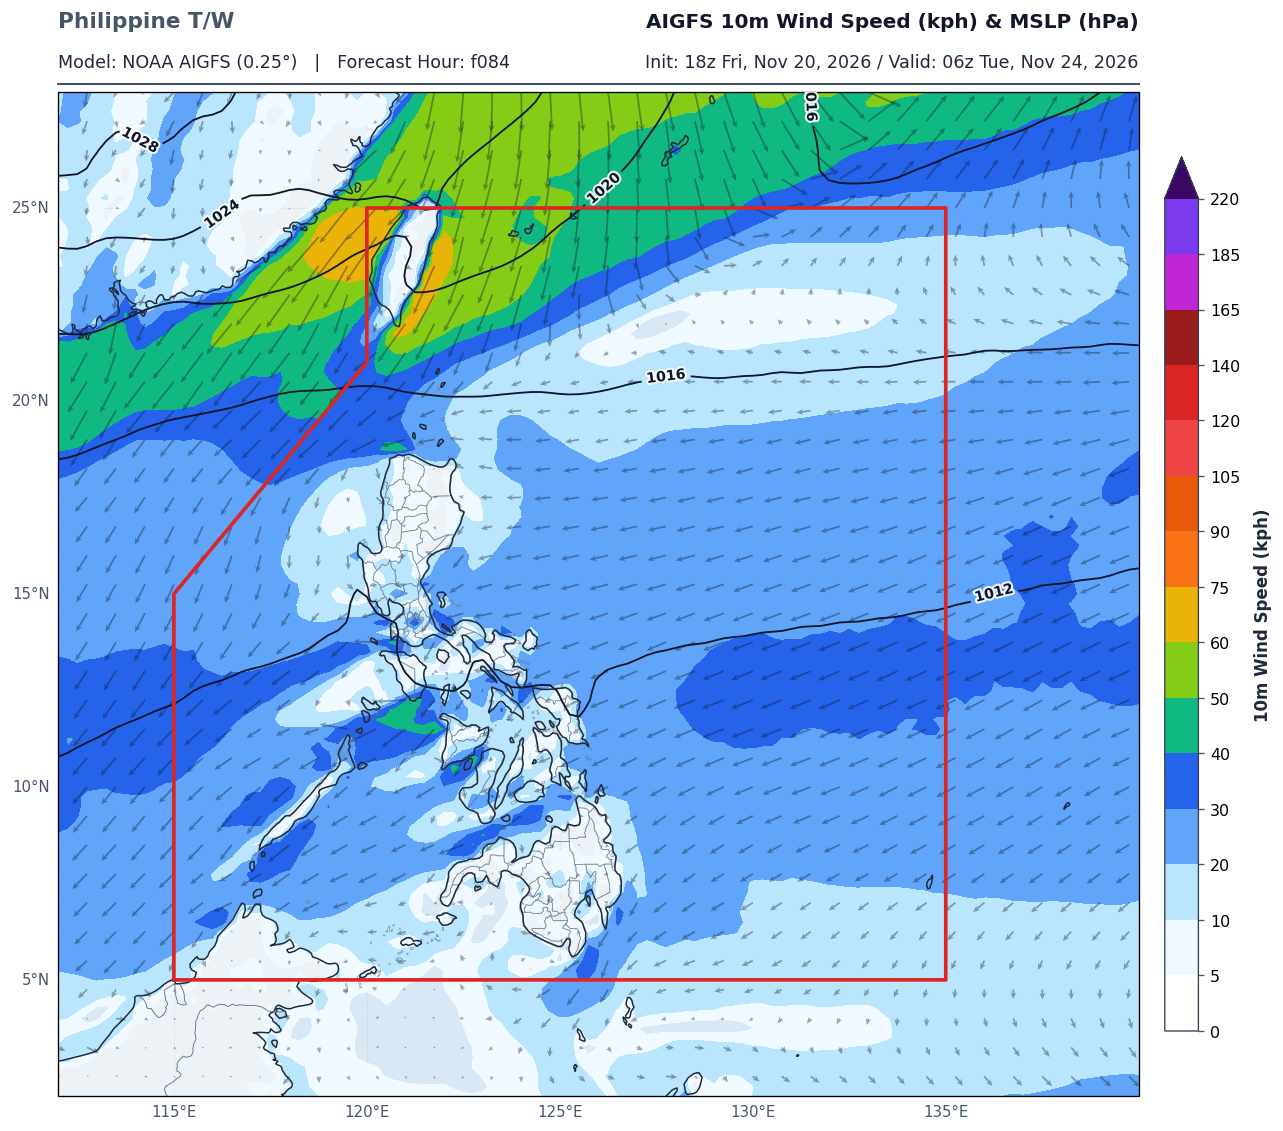 Philippine T/W
AIGFS 10m Wind Speed (kph) & MSLP (hPa)
Model: NOAA AIGFS (0.25°)   |   Forecast Hour: f084
Init: 18z Fri, Nov 20, 2026 / Valid: 06z Tue, Nov 24, 2026
1028
1024
1020
016
1016
1012
25°N
20°N
15°N
10°N
5°N
115°E
120°E
125°E
130°E
135°E
220
185
165
140
120
105
90
75
60
50
40
30
20
10
5
0
10m Wind Speed (kph)